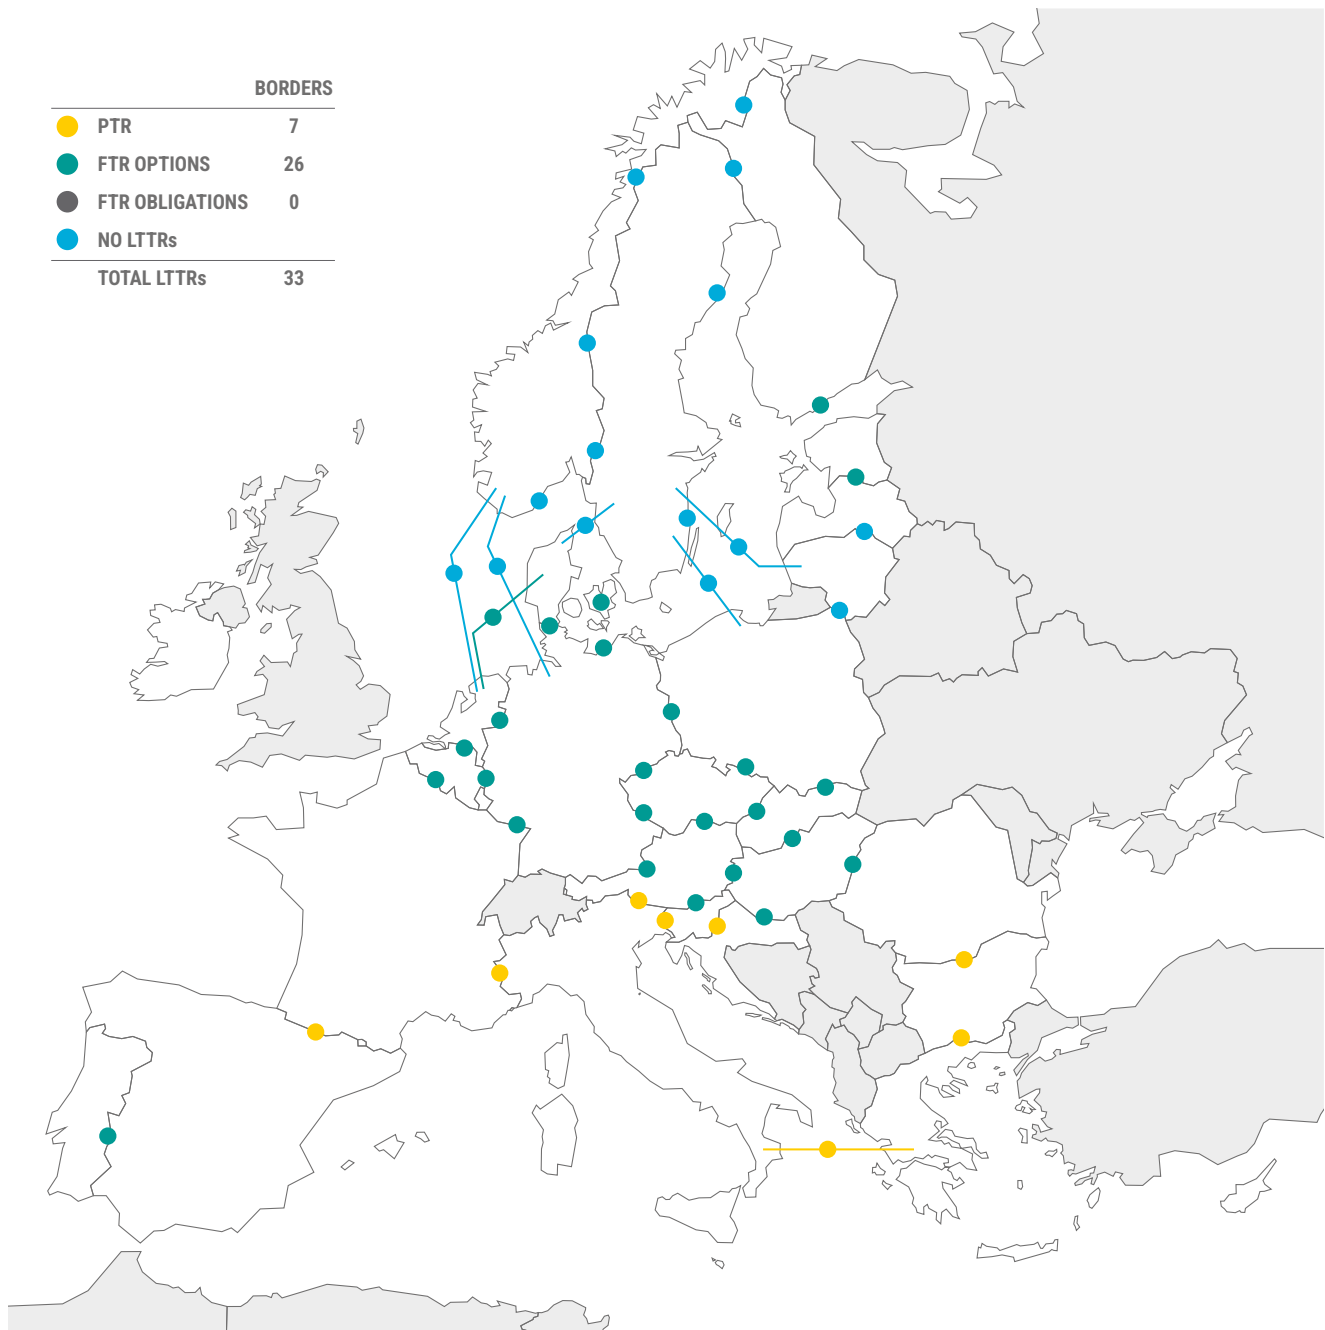 BORDERS
PTR 7
FTR OPTIONS 26
FTR OBLIGATIONS 0
NO LTTRs
TOTAL LTTRs 33